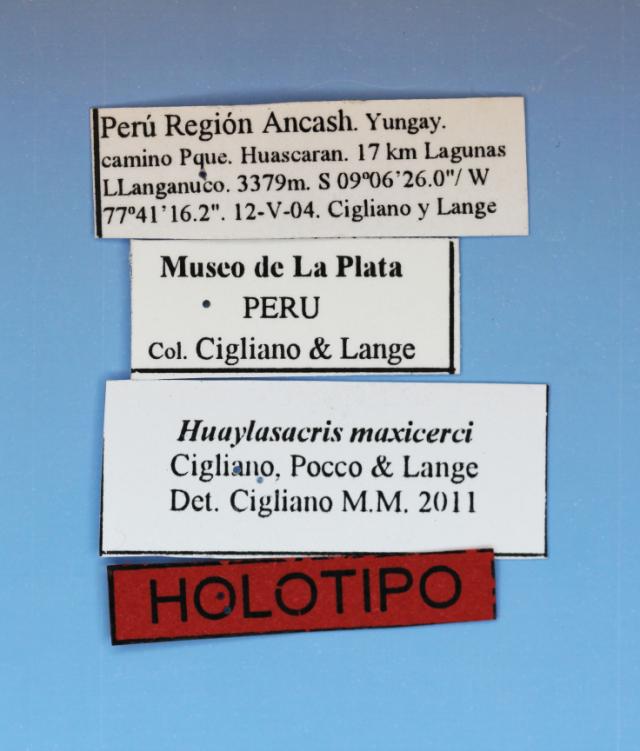 Perú Región Ancash. Yungay.
camino Pque. Huascaran. 17 km Lagunas
LLanganuco. 3379m. S 09º06'26.0"/ W
77º41'16.2". 12-V-04. Cigliano y Lange
Museo de La Plata
PERU
Col. Cigliano & Lange
Huaylasacris maxicerci
Cigliano, Pocco & Lange
Det. Cigliano M.M. 2011
HOLOTIPO